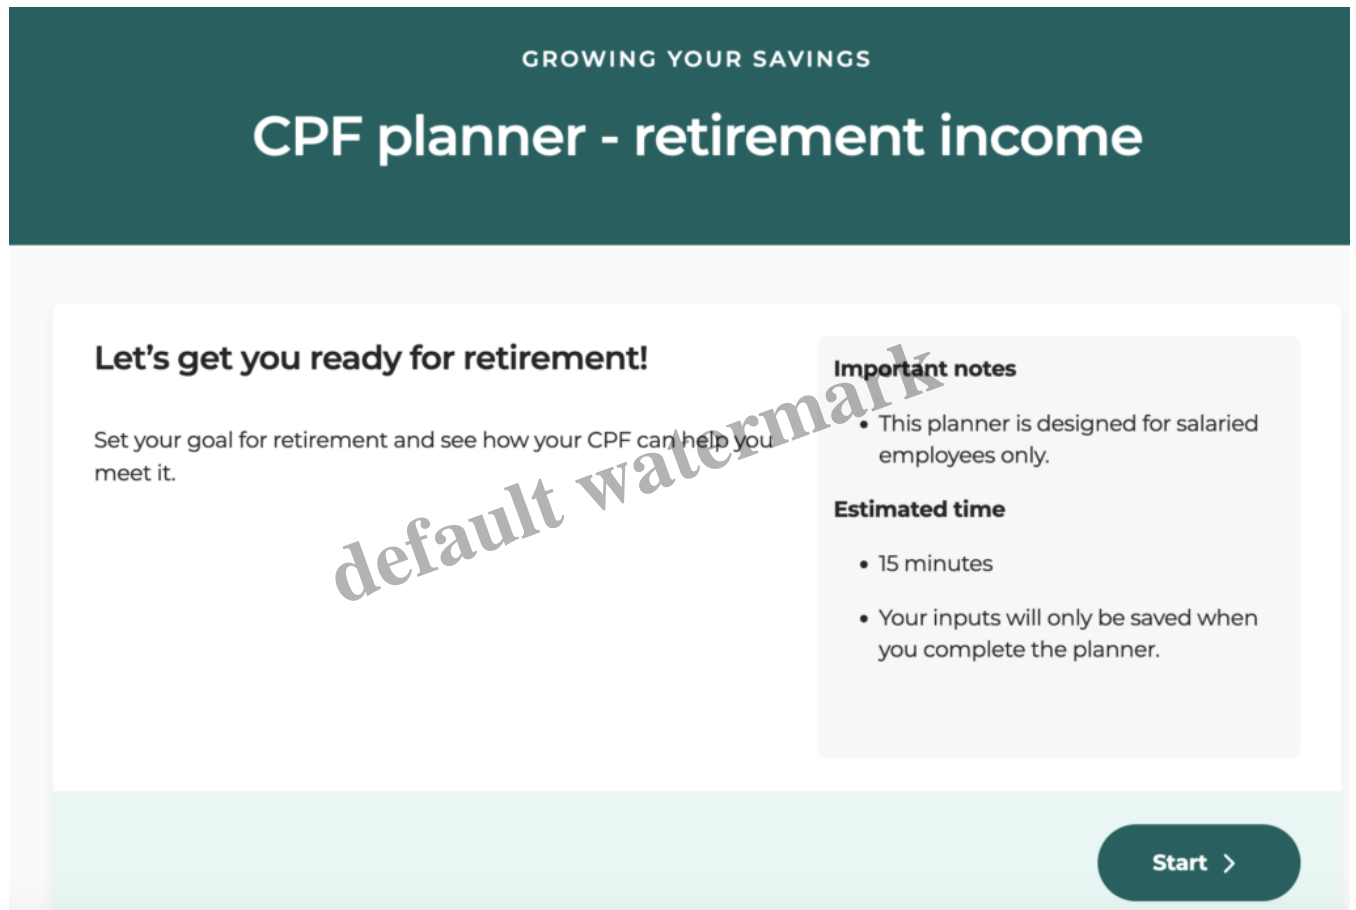 GROWING YOUR SAVINGS
CPF planner - retirement income
Let's get you ready for retirement!
Set your goal for retirement and see how your CPF can help you
meet it.
Important notes
• This planner is designed for salaried
employees only.
Estimated time
• 15 minutes
• Your inputs will only be saved when
you complete the planner.
default watermark
Start >